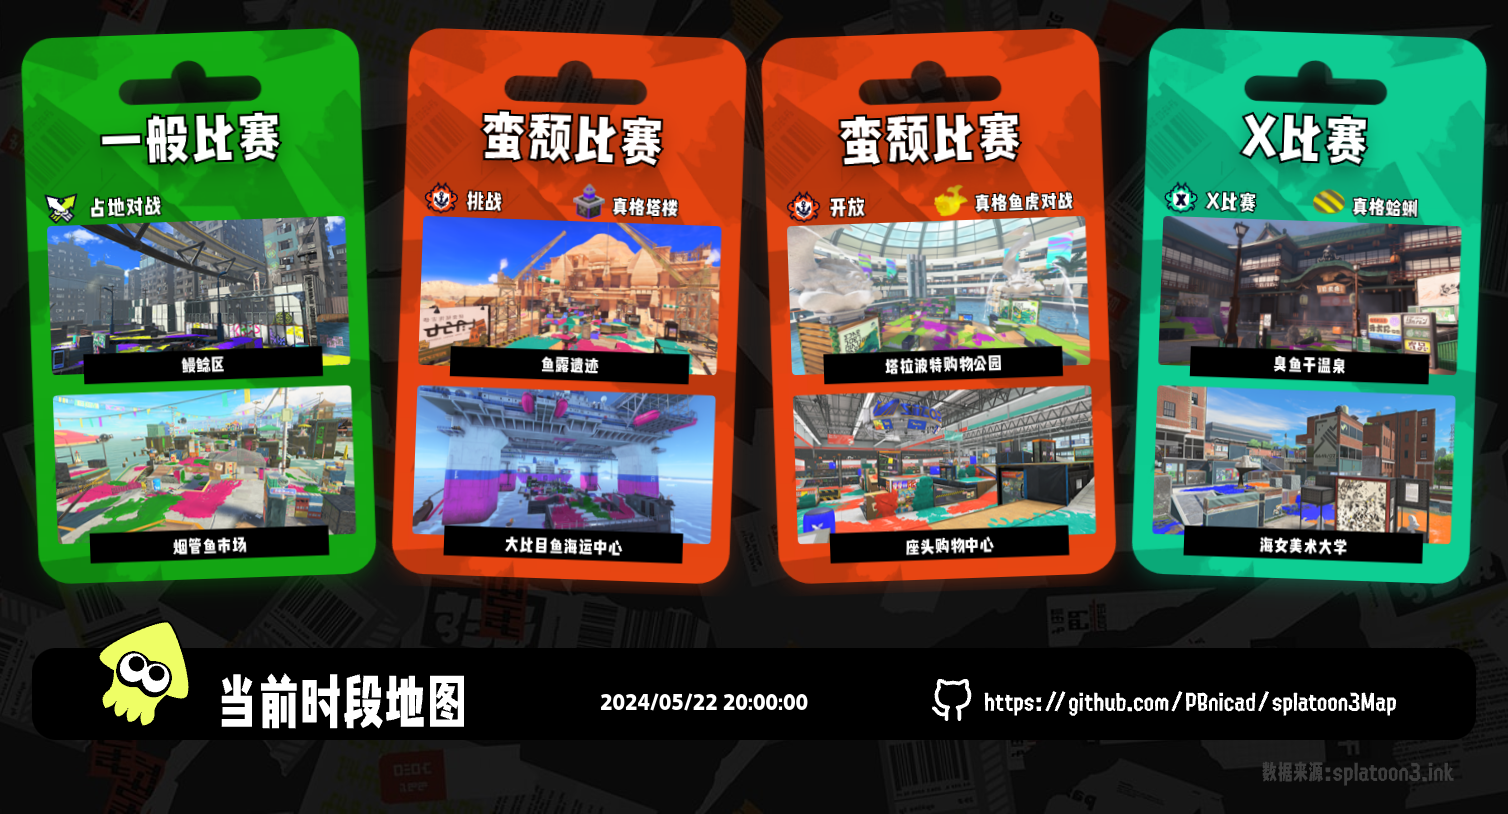 一般比赛
占地对战
鳗鲶区
烟管鱼市场
蛮颓比赛
挑战
真格塔楼
鱼露遗迹
大比目鱼海运中心
蛮颓比赛
开放
真格鱼虎对战
塔拉波特购物公园
座头购物中心
X比赛
X比赛
真格蛤蜊
臭鱼干温泉
海女美术大学
当前时段地图
2024/05/22 20:00:00
https://github.com/PBnicad/splatoon3Map
数据来源:splatoon3.ink